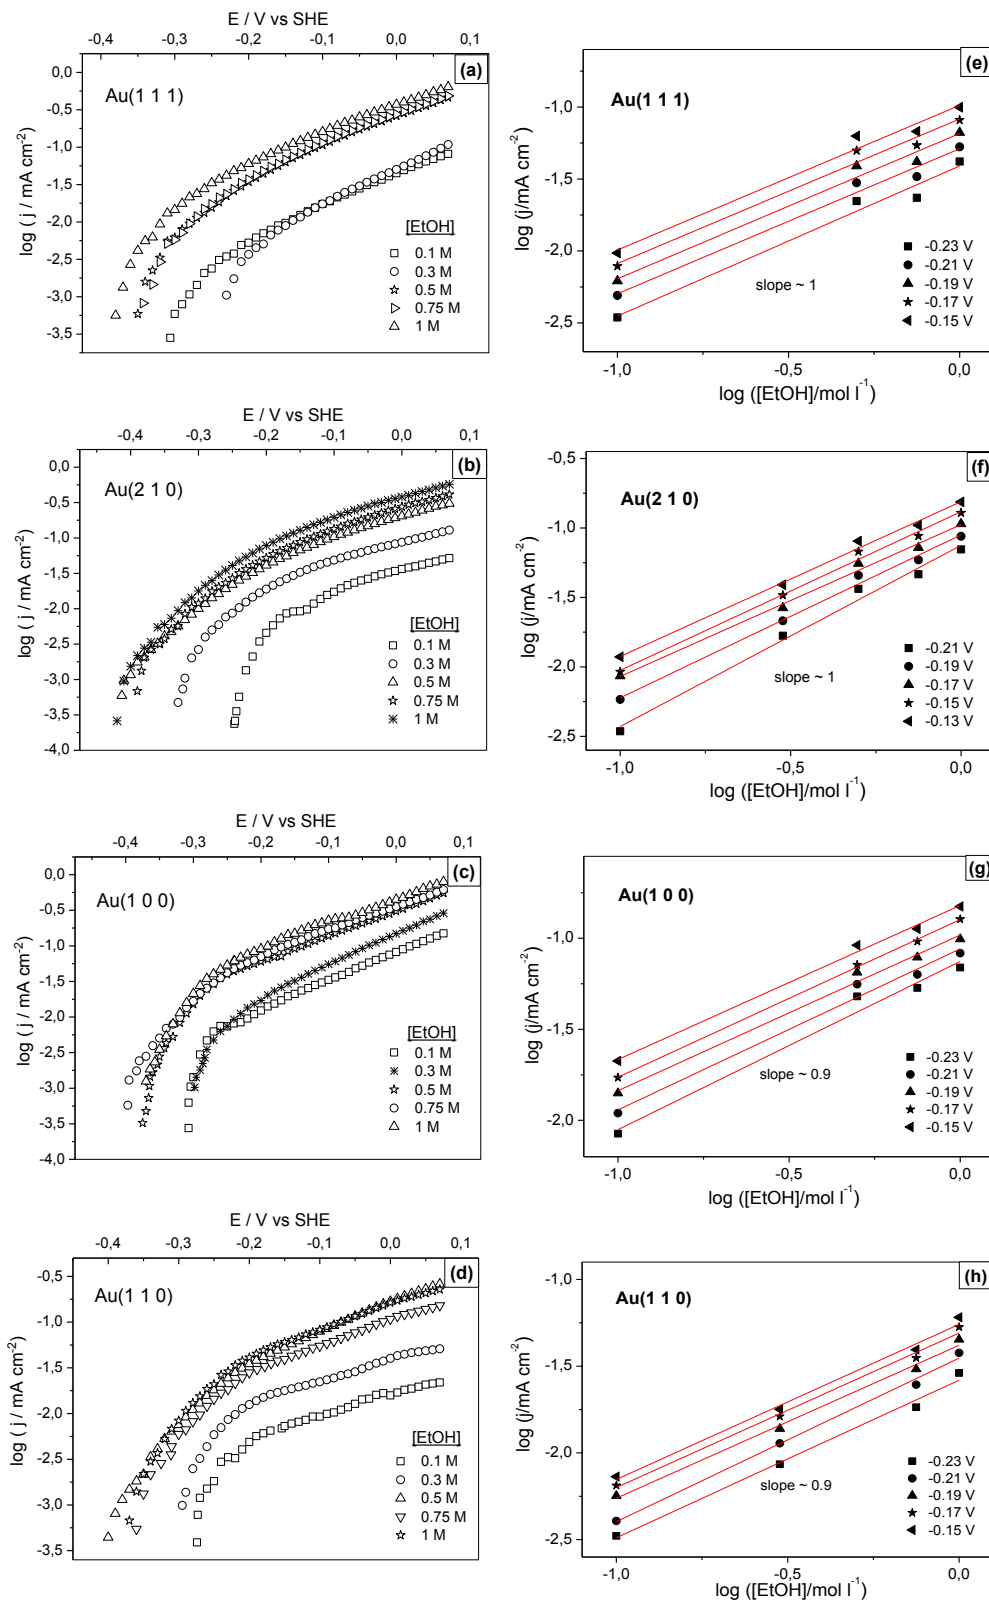 E / V vs SHE
-0,4 -0,3 -0,2 -0,1 0,0 0,1
(a)
Au(1 1 1)
log ( j / mA cm-2)
0,0
-0,5
-1,0
-1,5
-2,0
-2,5
-3,0
-3,5
[EtOH]
0.1 M
0.3 M
0.5 M
0.75 M
1 M
(e)
Au(1 1 1)
log (j/mA cm-2)
-1,0
-1,5
-2,0
-2,5
slope ~ 1
-0.23 V
-0.21 V
-0.19 V
-0.17 V
-0.15 V
-1,0 -0,5 0,0
log ([EtOH]/mol l-1)
E / V vs SHE
-0,4 -0,3 -0,2 -0,1 0,0 0,1
(b)
Au(2 1 0)
log ( j / mA cm-2)
0,0
-0,5
-1,0
-1,5
-2,0
-2,5
-3,0
-3,5
-4,0
[EtOH]
0.1 M
0.3 M
0.5 M
0.75 M
1 M
(f)
Au(2 1 0)
log (j/mA cm-2)
-0,5
-1,0
-1,5
-2,0
-2,5
slope ~ 1
-0.21 V
-0.19 V
-0.17 V
-0.15 V
-0.13 V
-1,0 -0,5 0,0
log ([EtOH]/mol l-1)
E / V vs SHE
-0,4 -0,3 -0,2 -0,1 0,0 0,1
(c)
Au(1 0 0)
log ( j / mA cm-2)
0,0
-0,5
-1,0
-1,5
-2,0
-2,5
-3,0
-3,5
-4,0
[EtOH]
0.1 M
0.3 M
0.5 M
0.75 M
1 M
(g)
Au(1 0 0)
log (j/mA cm-2)
-1,0
-1,5
-2,0
slope ~ 0.9
-0.23 V
-0.21 V
-0.19 V
-0.17 V
-0.15 V
-1,0 -0,5 0,0
log ([EtOH]/mol l-1)
E / V vs SHE
-0,4 -0,3 -0,2 -0,1 0,0 0,1
(d)
Au(1 1 0)
log ( j / mA cm-2)
-0,5
-1,0
-1,5
-2,0
-2,5
-3,0
-3,5
[EtOH]
0.1 M
0.3 M
0.5 M
0.75 M
1 M
(h)
Au(1 1 0)
log (j/mA cm-2)
-1,0
-1,5
-2,0
-2,5
slope ~ 0.9
-0.23 V
-0.21 V
-0.19 V
-0.17 V
-0.15 V
-1,0 -0,5 0,0
log ([EtOH]/mol l-1)